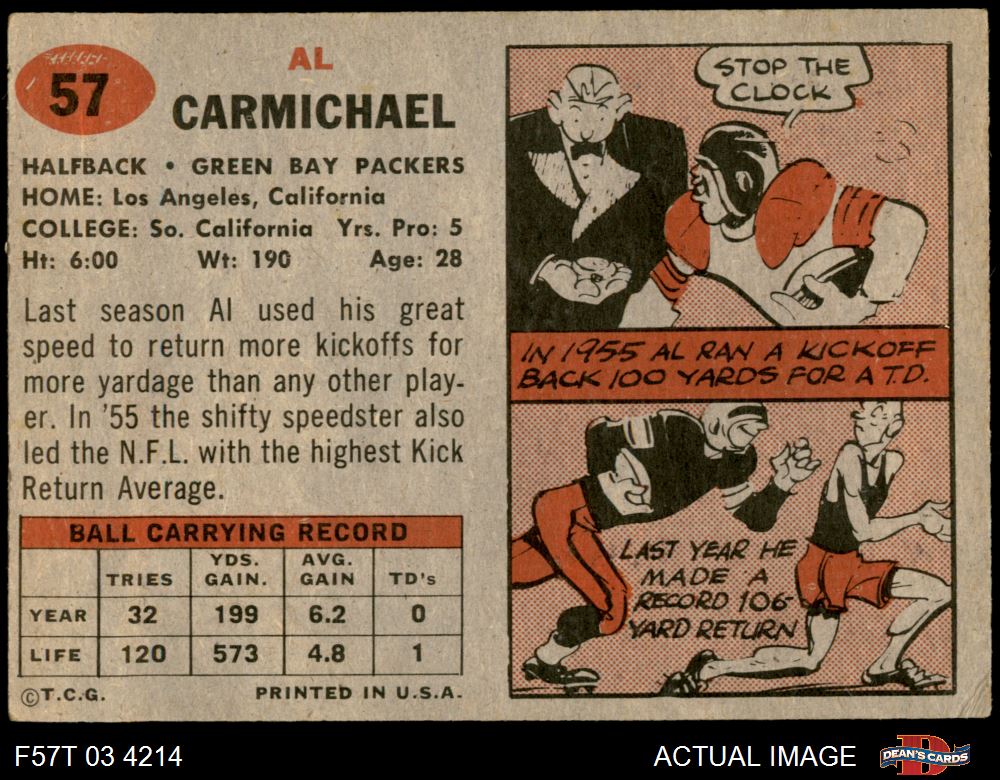 57
AL
CARMICHAEL
HALFBACK • GREEN BAY PACKERS
HOME: Los Angeles, California
COLLEGE: So. California Yrs. Pro: 5
Ht: 6:00 Wt: 190 Age: 28
Last season Al used his great
speed to return more kickoffs for
more yardage than any other play-
er. In '55 the shifty speedster also
led the N.F.L. with the highest Kick
Return Average.
BALL CARRYING RECORD
TRIES YDS. GAIN. AVG. GAIN TD's
YEAR 32 199 6.2 0
LIFE 120 573 4.8 1
©T.C.G. PRINTED IN U.S.A.
STOP THE
CLOCK
IN 1955 AL RAN A KICKOFF
BACK 100 YARDS FOR A T.D.
LAST YEAR HE
MADE A
RECORD 106-
YARD RETURN
F57T 03 4214 ACTUAL IMAGE DEAN'S CARDS